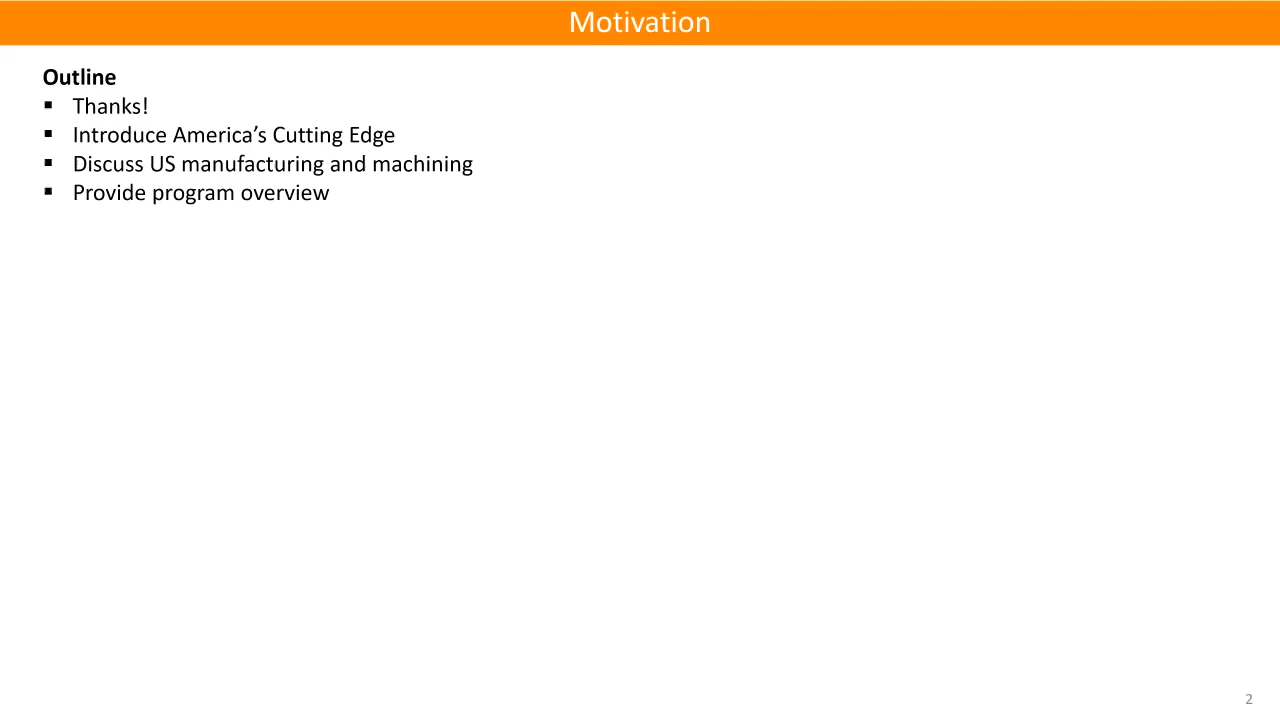 Motivation
Outline
▪ Thanks!
▪ Introduce America’s Cutting Edge
▪ Discuss US manufacturing and machining
▪ Provide program overview
2